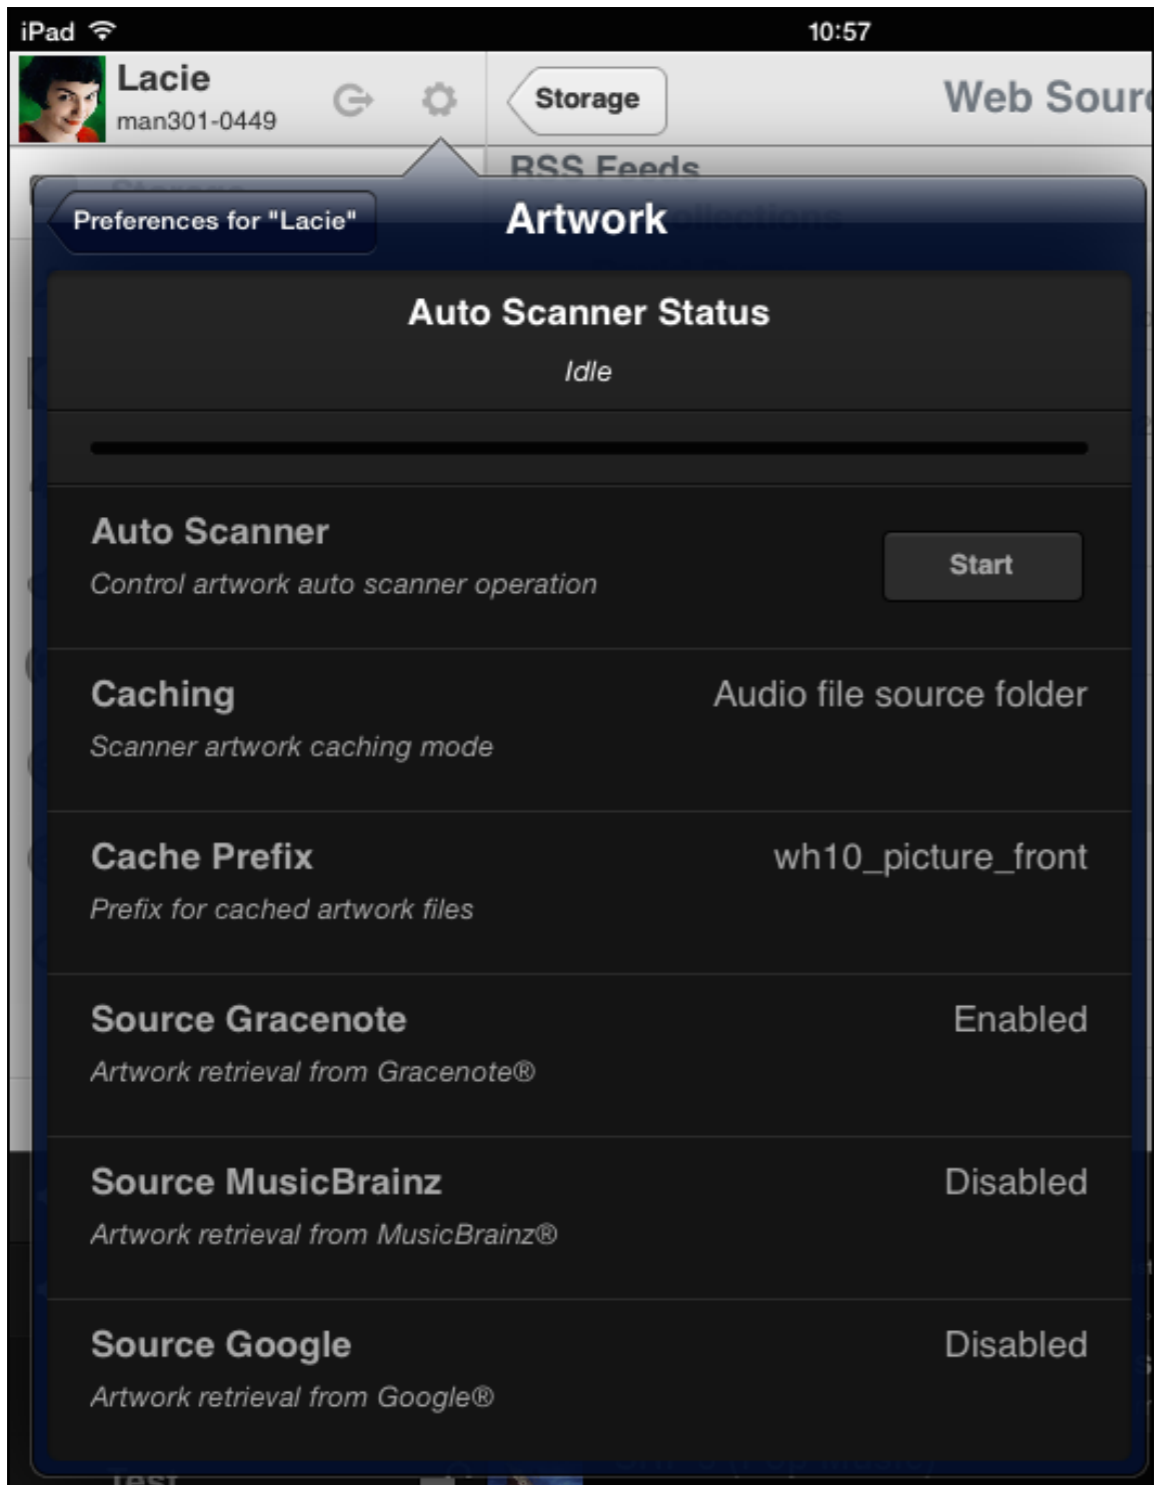 iPad 10:57
Lacie
man301-0449
Storage
Web Sour
RSS Feeds
Storage
Collections
Preferences for "Lacie"
Artwork
Auto Scanner Status
Idle
Auto Scanner
Control artwork auto scanner operation
Start
Caching
Audio file source folder
Scanner artwork caching mode
Cache Prefix
wh10_picture_front
Prefix for cached artwork files
Source Gracenote
Enabled
Artwork retrieval from Gracenote®
Source MusicBrainz
Disabled
Artwork retrieval from MusicBrainz®
Source Google
Disabled
Artwork retrieval from Google®
Test